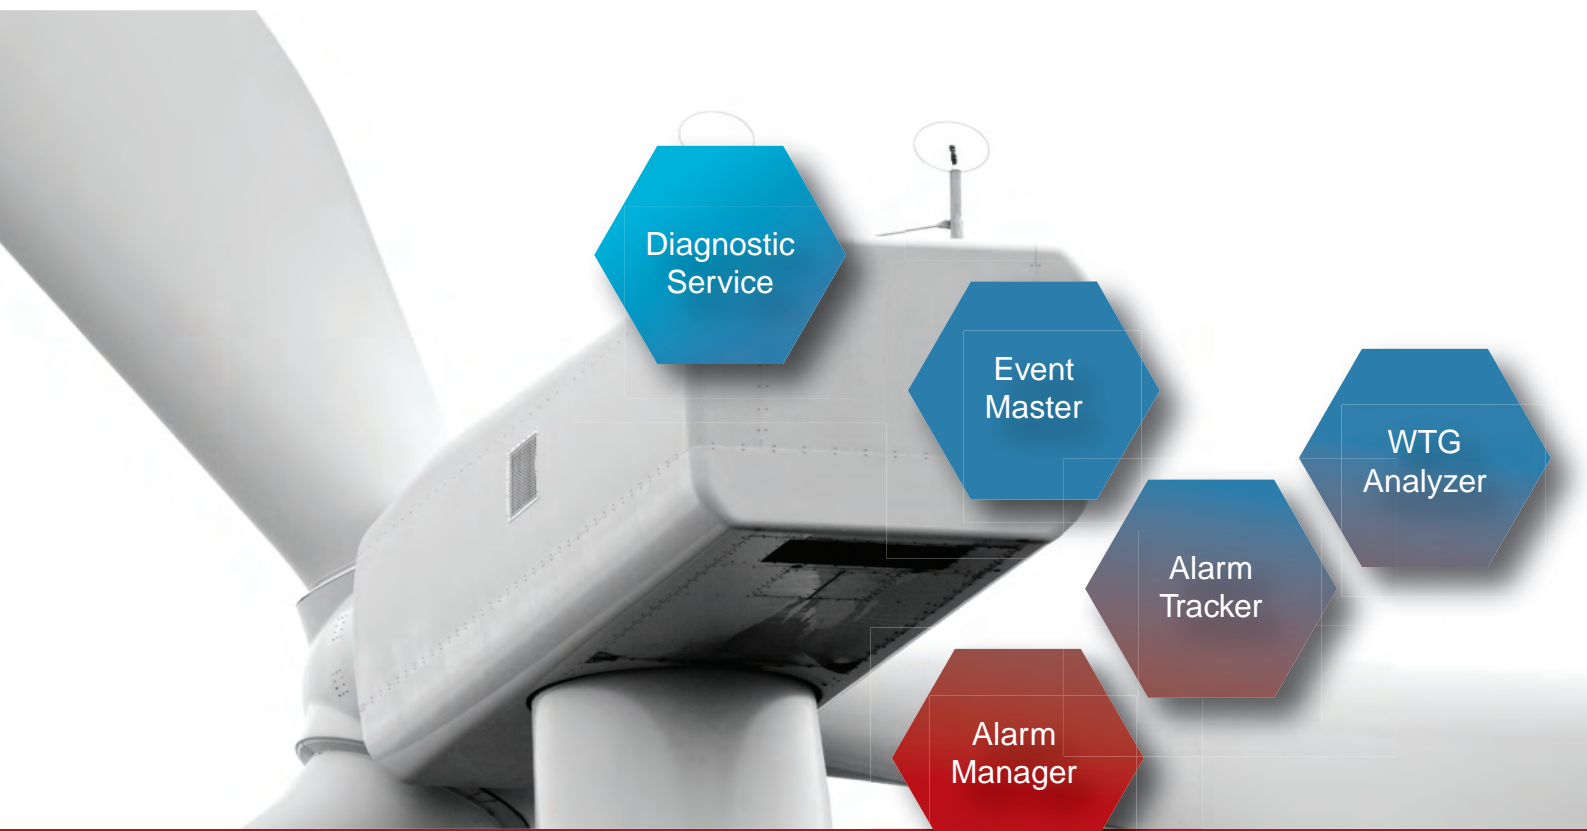 Diagnostic
Service
Event
Master
WTG
Analyzer
Alarm
Tracker
Alarm
Manager